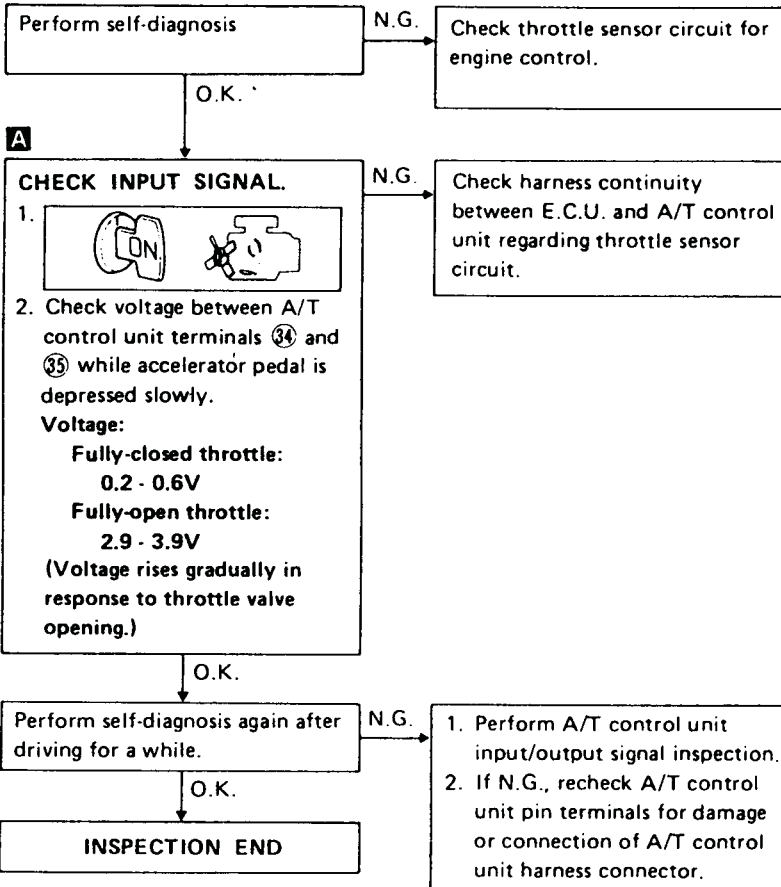 Perform self-diagnosis
N.G.
Check throttle sensor circuit for
engine control.
O.K.
A
CHECK INPUT SIGNAL.
N.G.
1.
ON
2. Check voltage between A/T
control unit terminals ㉞ and
㉟ while accelerator pedal is
depressed slowly.
Voltage:
Fully-closed throttle:
0.2 - 0.6V
Fully-open throttle:
2.9 - 3.9V
(Voltage rises gradually in
response to throttle valve
opening.)
Check harness continuity
between E.C.U. and A/T control
unit regarding throttle sensor
circuit.
O.K.
Perform self-diagnosis again after
driving for a while.
N.G.
1. Perform A/T control unit
input/output signal inspection.
2. If N.G., recheck A/T control
unit pin terminals for damage
or connection of A/T control
unit harness connector.
O.K.
INSPECTION END